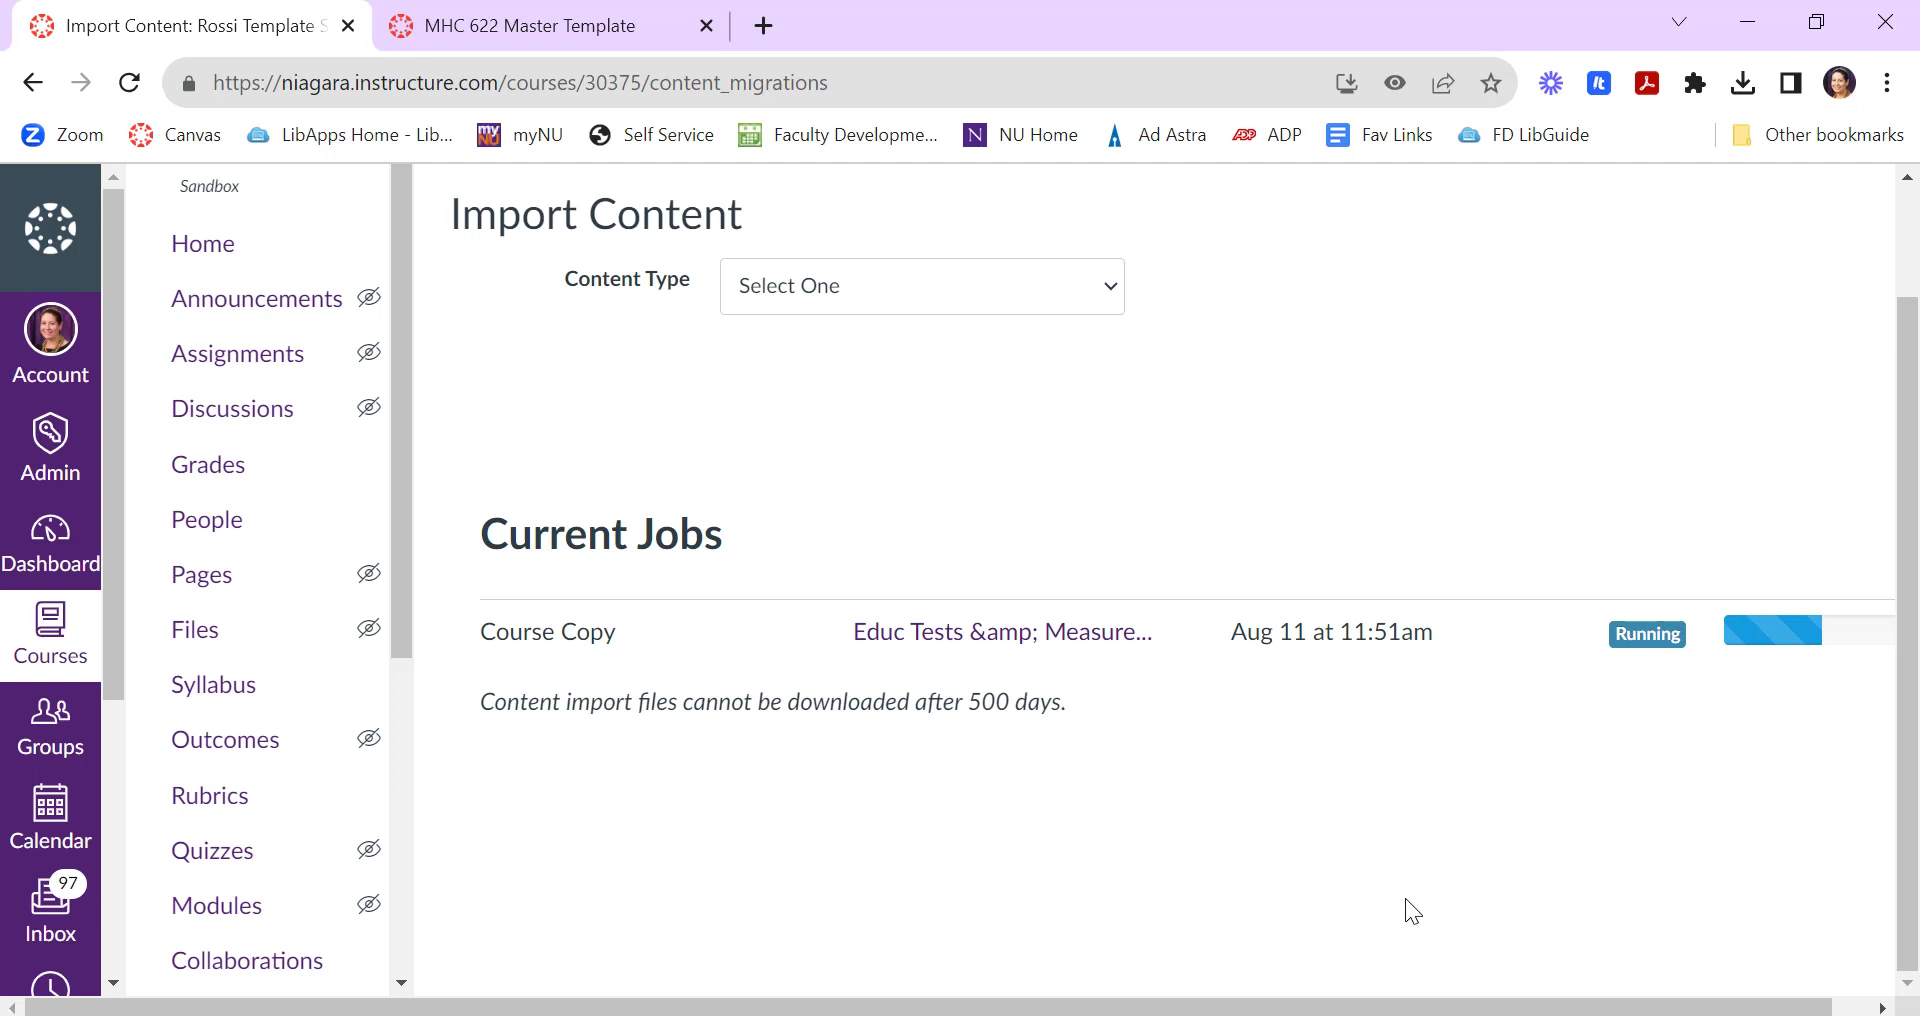 Import Content: Rossi Template S
MHC 622 Master Template
https://niagara.instructure.com/courses/30375/content_migrations
Zoom
Canvas
LibApps Home - Lib...
myNU
Self Service
Faculty Developme...
NU Home
Ad Astra
ADP
Fav Links
FD LibGuide
Other bookmarks
Account
Admin
Dashboard
Courses
Groups
Calendar
97
Inbox
Sandbox
Home
Announcements
Assignments
Discussions
Grades
People
Pages
Files
Syllabus
Outcomes
Rubrics
Quizzes
Modules
Collaborations
Import Content
Content Type
Select One
Current Jobs
Course Copy Educ Tests &amp; Measure... Aug 11 at 11:51am Running
Content import files cannot be downloaded after 500 days.